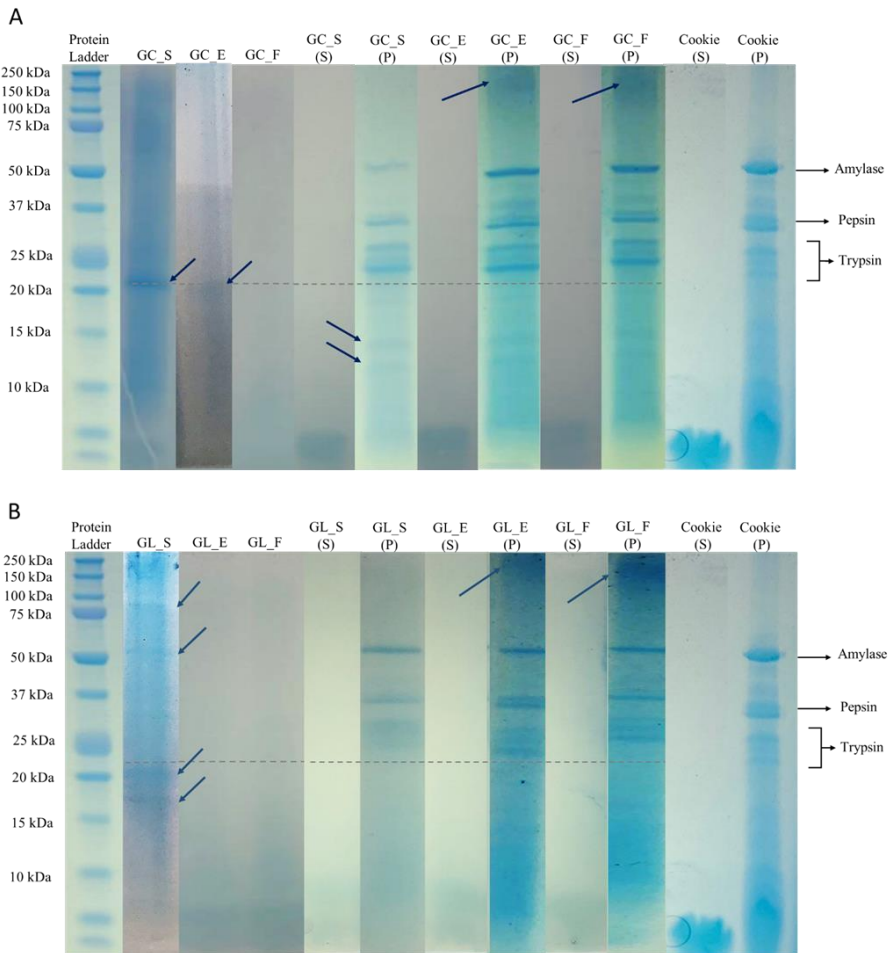 A
Protein Ladder GC_S GC_E GC_F GC_S (S) GC_S (P) GC_E (S) GC_E (P) GC_F (S) GC_F (P) Cookie (S) Cookie (P)
250 kDa
150 kDa
100 kDa
75 kDa
50 kDa
37 kDa
25 kDa
20 kDa
15 kDa
10 kDa
Amylase
Pepsin
Trypsin
B
Protein Ladder GL_S GL_E GL_F GL_S (S) GL_S (P) GL_E (S) GL_E (P) GL_F (S) GL_F (P) Cookie (S) Cookie (P)
250 kDa
150 kDa
100 kDa
75 kDa
50 kDa
37 kDa
25 kDa
20 kDa
15 kDa
10 kDa
Amylase
Pepsin
Trypsin